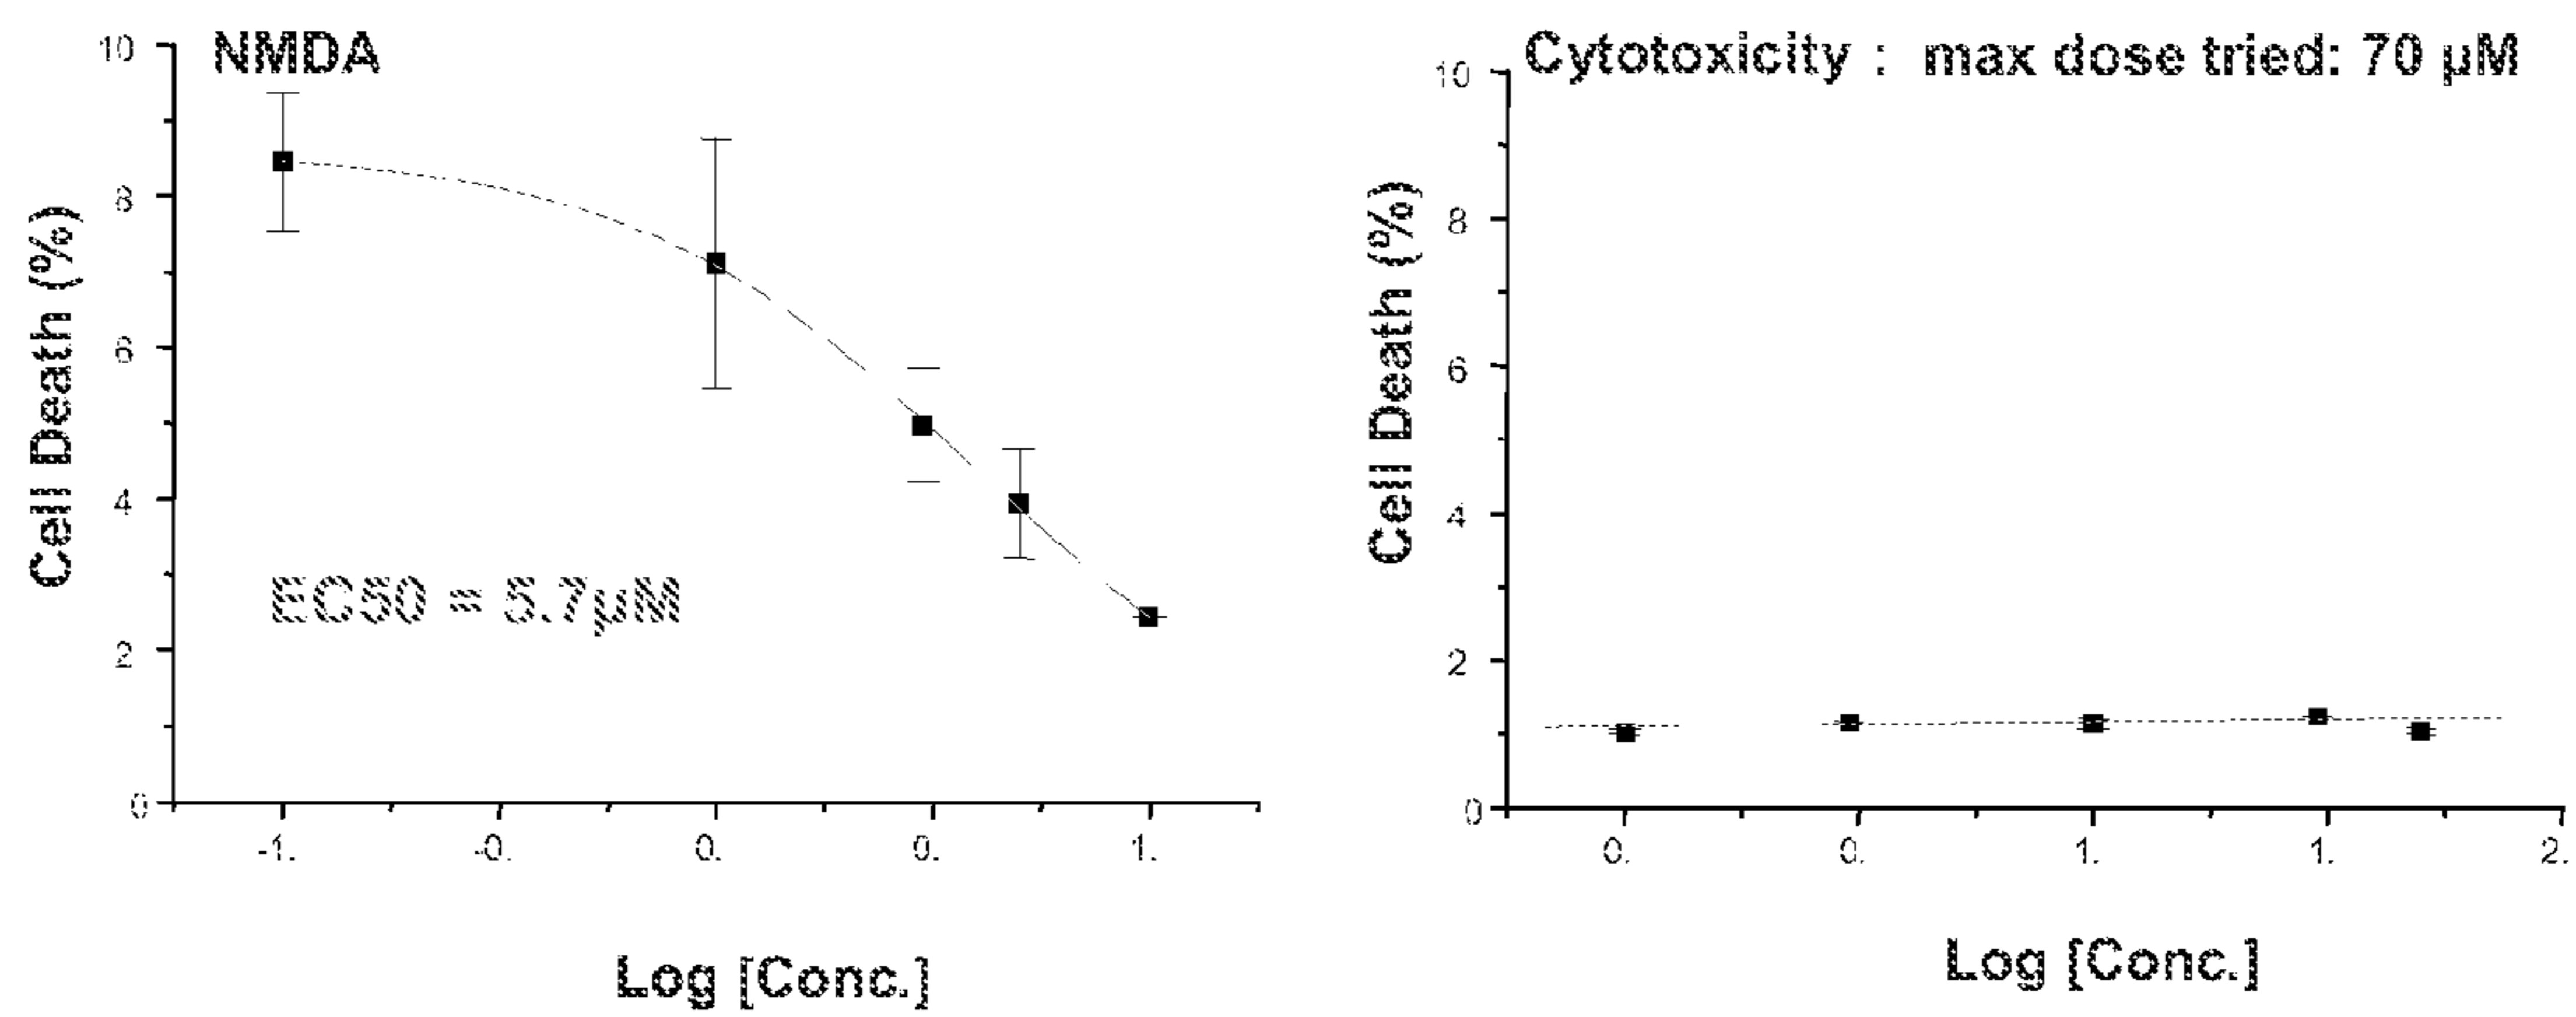 NMDA
10
8
6
4
2
0
Cell Death (%)
EC50 = 5.7µM
-1. -0. 0. 0. 1.
Log [Conc.]
Cytotoxicity : max dose tried: 70 µM
10
8
6
4
2
0
Cell Death (%)
0. 0. 1. 1. 2.
Log [Conc.]